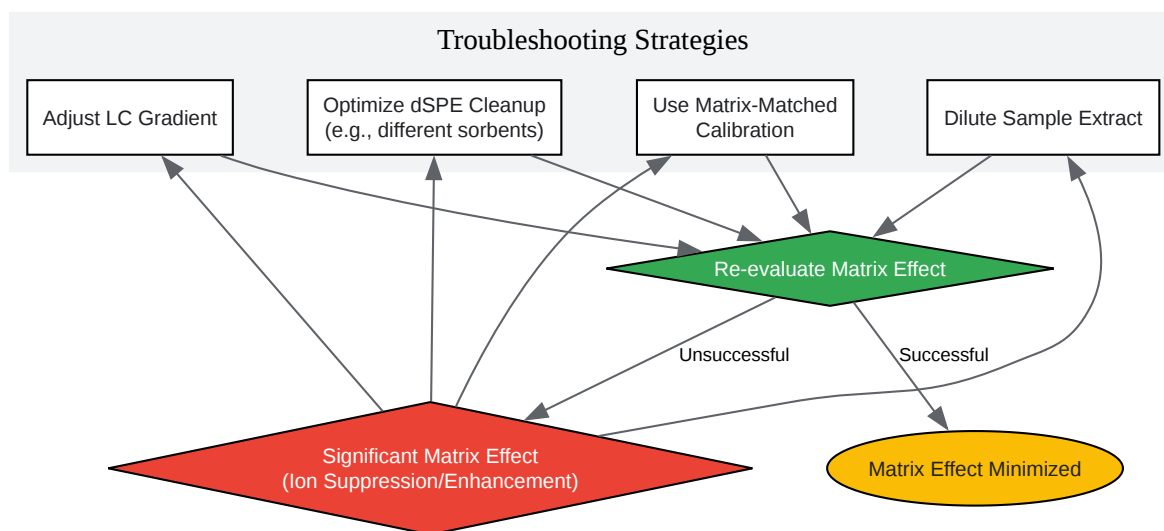 Troubleshooting Strategies
Adjust LC Gradient
Optimize dSPE Cleanup
(e.g., different sorbents)
Use Matrix-Matched
Calibration
Dilute Sample Extract
Re-evaluate Matrix Effect
Unsuccessful
Successful
Significant Matrix Effect
(Ion Suppression/Enhancement)
Matrix Effect Minimized